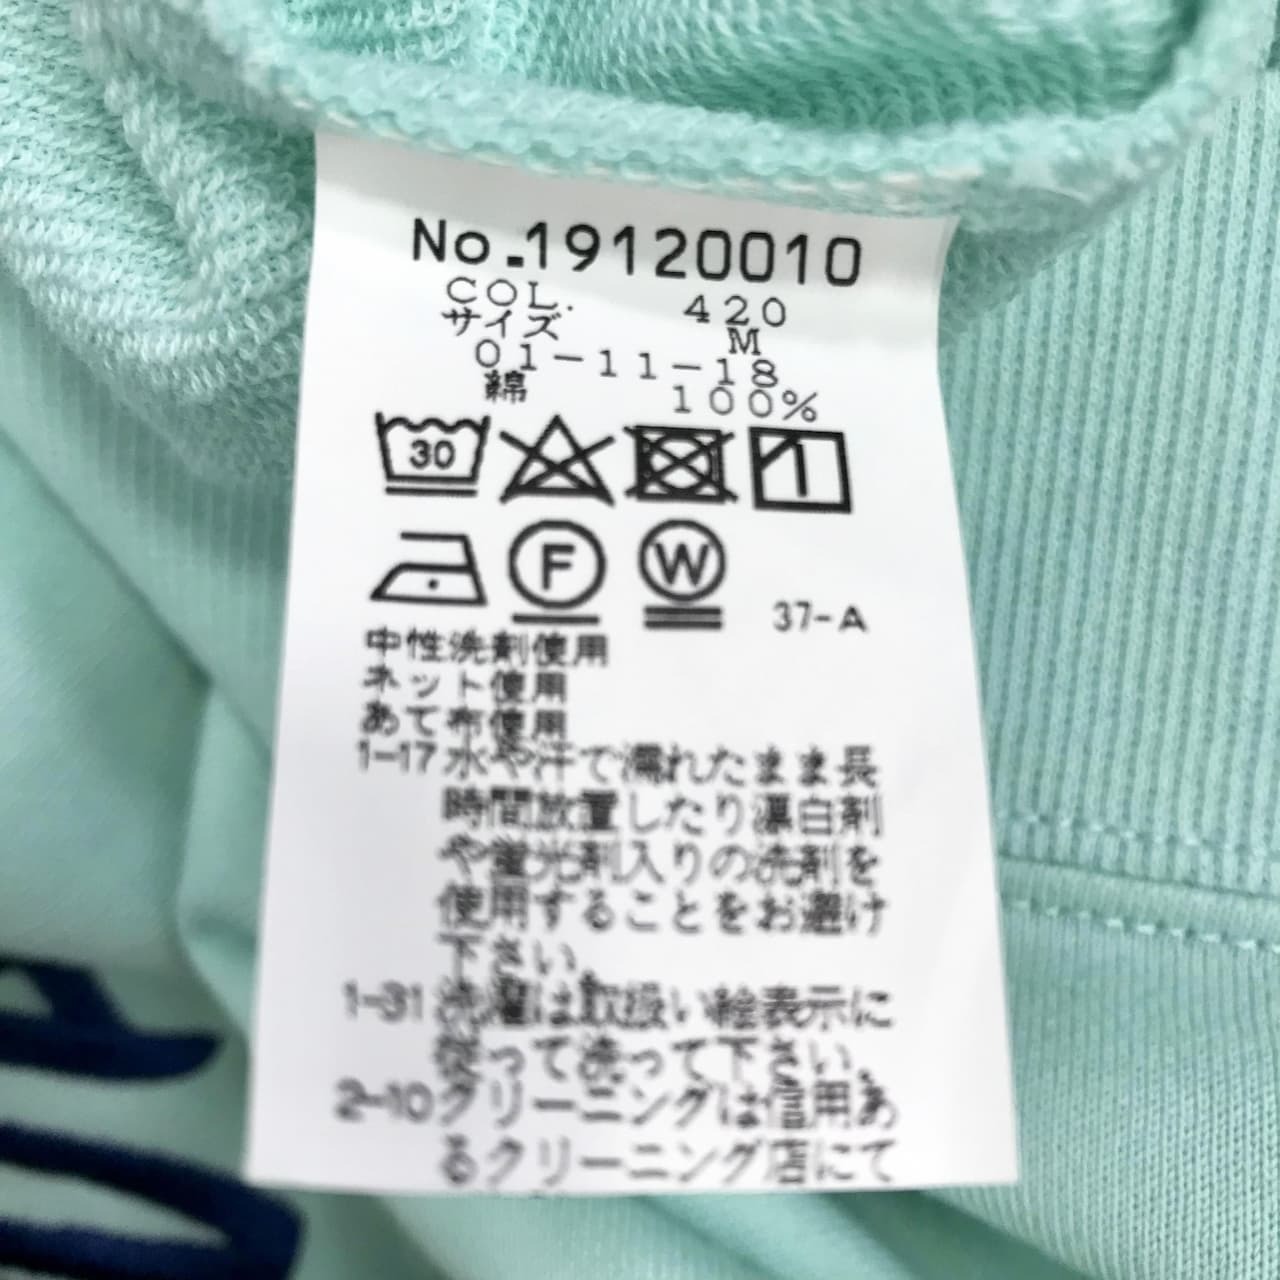 No.19120010
COL. 420
サイズ M
01-11-18
綿 100%
30
F W 37-A
中性洗剤使用
ネット使用
あて布使用
1-17 水や汗で濡れたまま長
時間放置したり漂白剤
や蛍光剤入りの洗剤を
使用することをお避け
下さい。
1-31 洗濯は取扱い絵表示に
従って洗って下さい。
2-10 クリーニングは信用あ
るクリーニング店にて